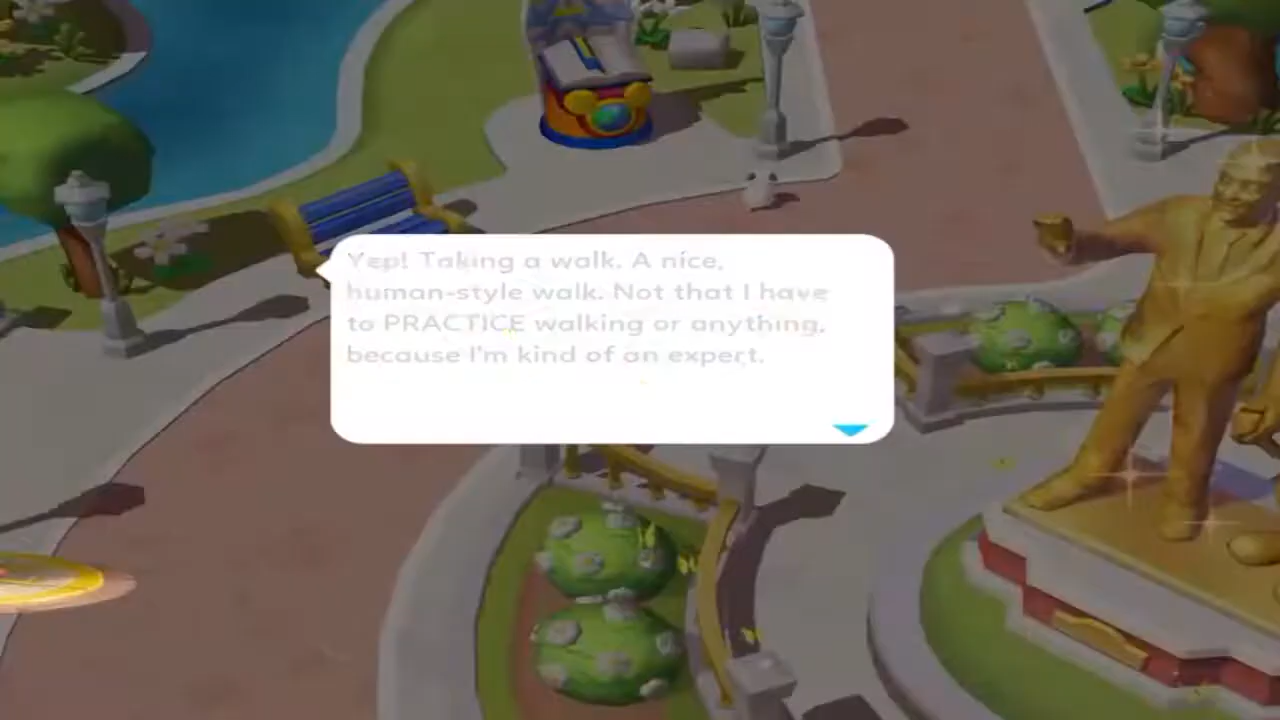 Yep! Taking a walk. A nice,
human-style walk. Not that I have
to PRACTICE walking or anything,
because I'm kind of an expert.